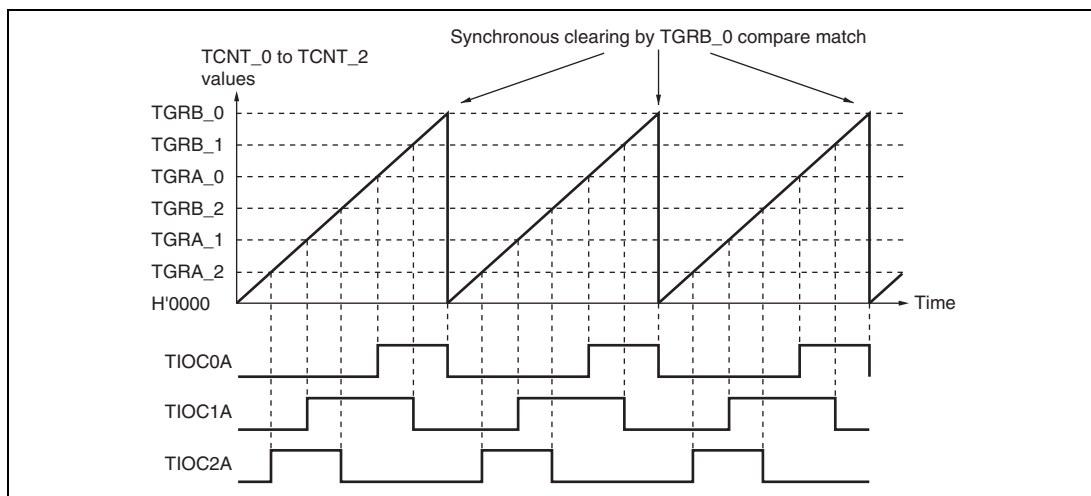 Synchronous clearing by TGRB_0 compare match
TCNT_0 to TCNT_2
values
TGRB_0
TGRB_1
TGRA_0
TGRB_2
TGRA_1
TGRA_2
H'0000
Time
TIOC0A
TIOC1A
TIOC2A